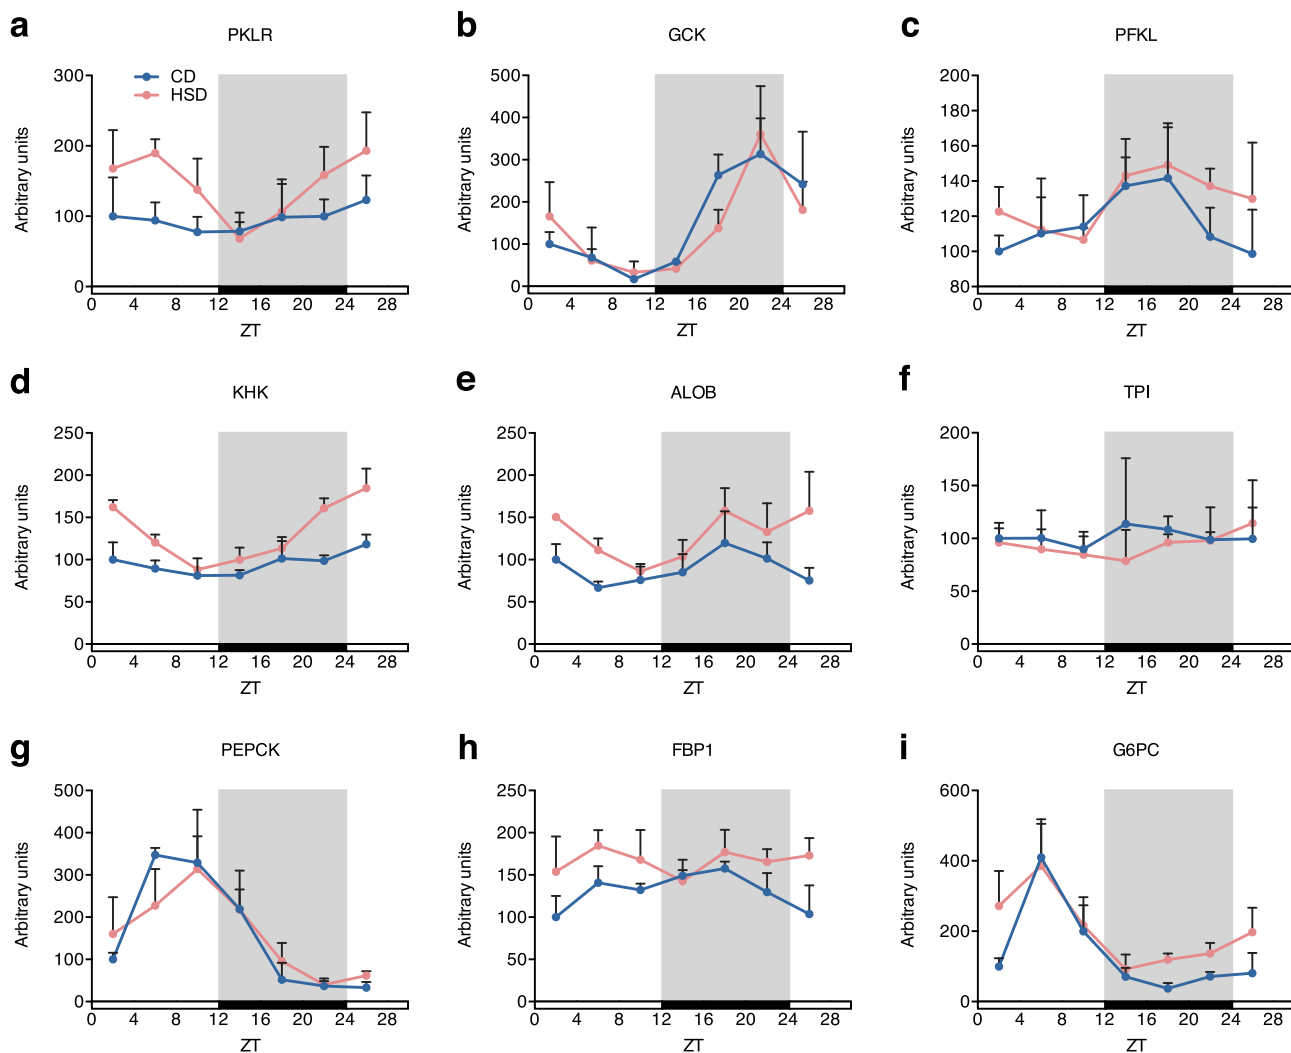 a
PKLR
CD
HSD
Arbitrary units
300
200
100
0
0 4 8 12 16 20 24 28
ZT
b
GCK
Arbitrary units
500
400
300
200
100
0
0 4 8 12 16 20 24 28
ZT
c
PFKL
Arbitrary units
200
180
160
140
120
100
80
0 4 8 12 16 20 24 28
ZT
d
KHK
Arbitrary units
250
200
150
100
50
0
0 4 8 12 16 20 24 28
ZT
e
ALOB
Arbitrary units
250
200
150
100
50
0
0 4 8 12 16 20 24 28
ZT
f
TPI
Arbitrary units
200
150
100
50
0
0 4 8 12 16 20 24 28
ZT
g
PEPCK
Arbitrary units
500
400
300
200
100
0
0 4 8 12 16 20 24 28
ZT
h
FBP1
Arbitrary units
250
200
150
100
50
0
0 4 8 12 16 20 24 28
ZT
i
G6PC
Arbitrary units
600
400
200
0
0 4 8 12 16 20 24 28
ZT